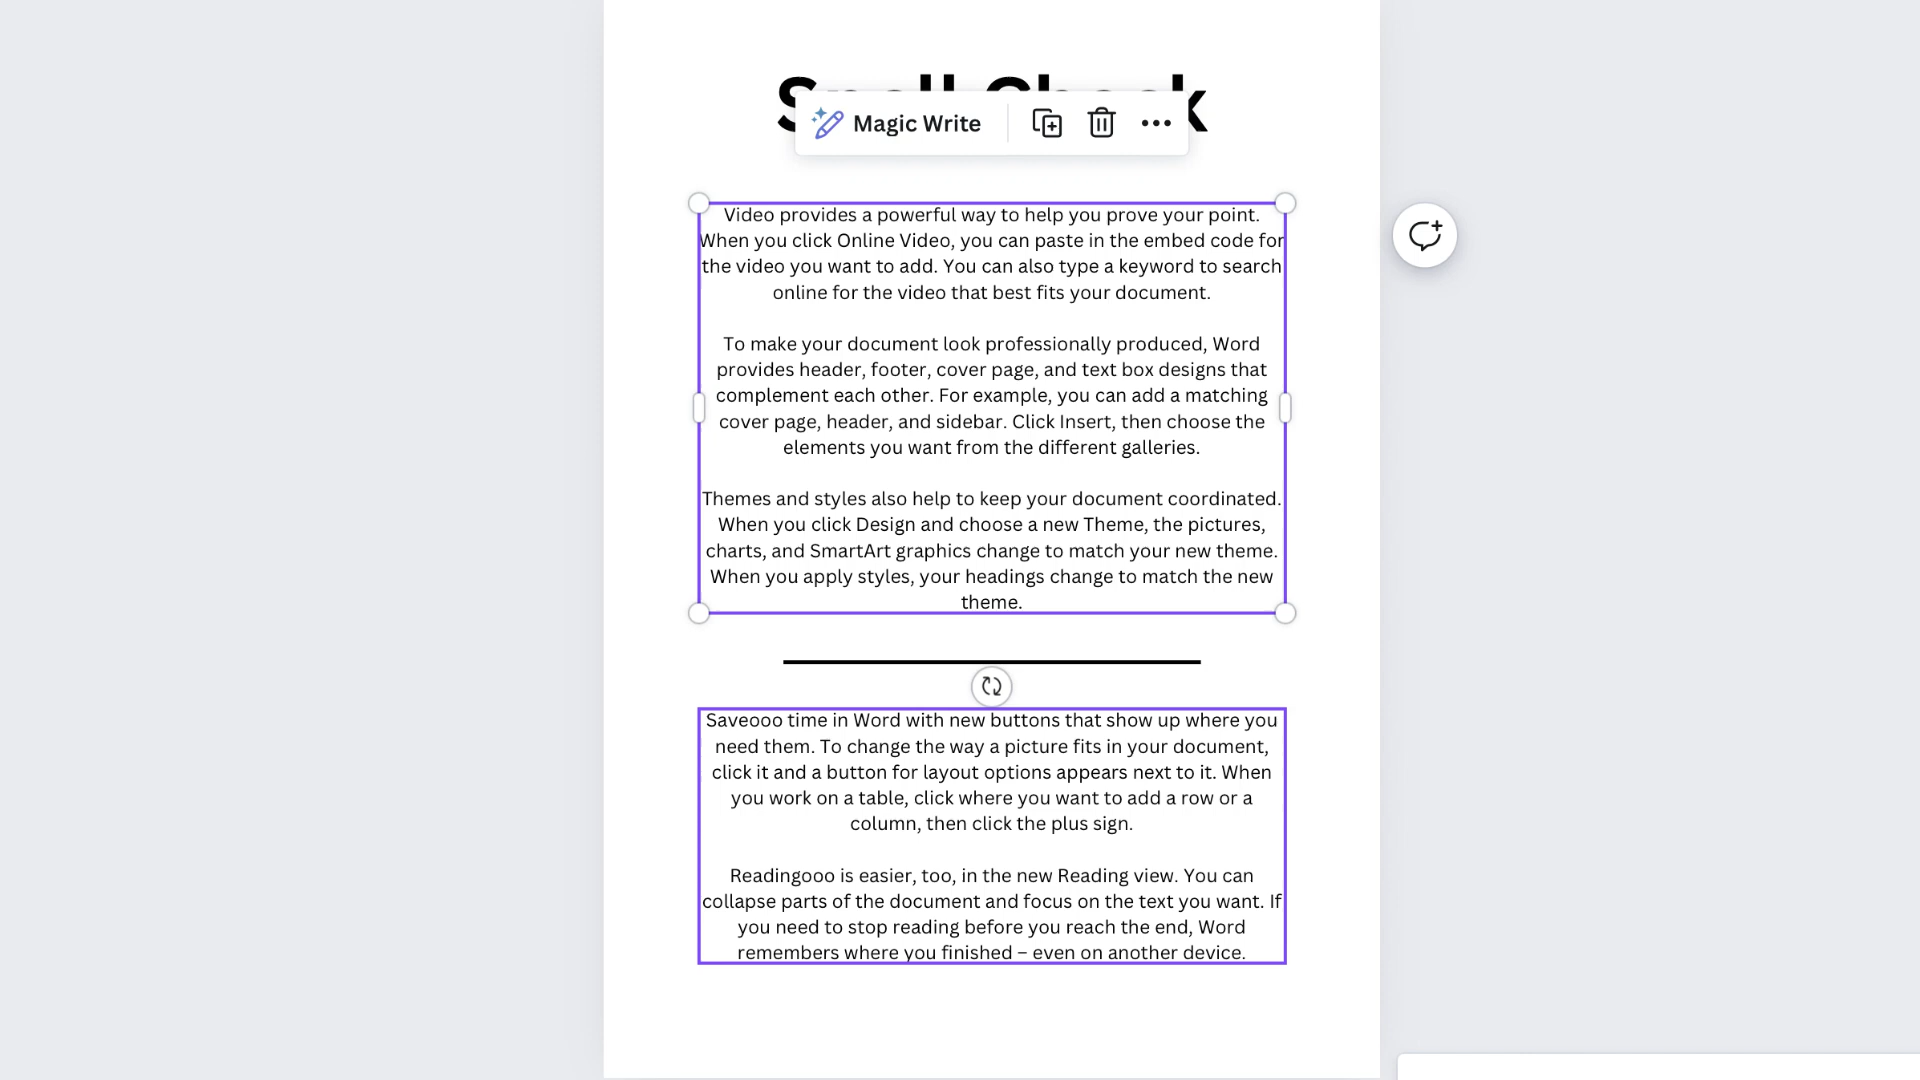 Magic Write
Video provides a powerful way to help you prove your point.
When you click Online Video, you can paste in the embed code for
the video you want to add. You can also type a keyword to search
online for the video that best fits your document.
To make your document look professionally produced, Word
provides header, footer, cover page, and text box designs that
complement each other. For example, you can add a matching
cover page, header, and sidebar. Click Insert, then choose the
elements you want from the different galleries.
Themes and styles also help to keep your document coordinated.
When you click Design and choose a new Theme, the pictures,
charts, and SmartArt graphics change to match your new theme.
When you apply styles, your headings change to match the new
theme.
Saveooo time in Word with new buttons that show up where you
need them. To change the way a picture fits in your document,
click it and a button for layout options appears next to it. When
you work on a table, click where you want to add a row or a
column, then click the plus sign.
Readingooo is easier, too, in the new Reading view. You can
collapse parts of the document and focus on the text you want. If
you need to stop reading before you reach the end, Word
remembers where you finished – even on another device.